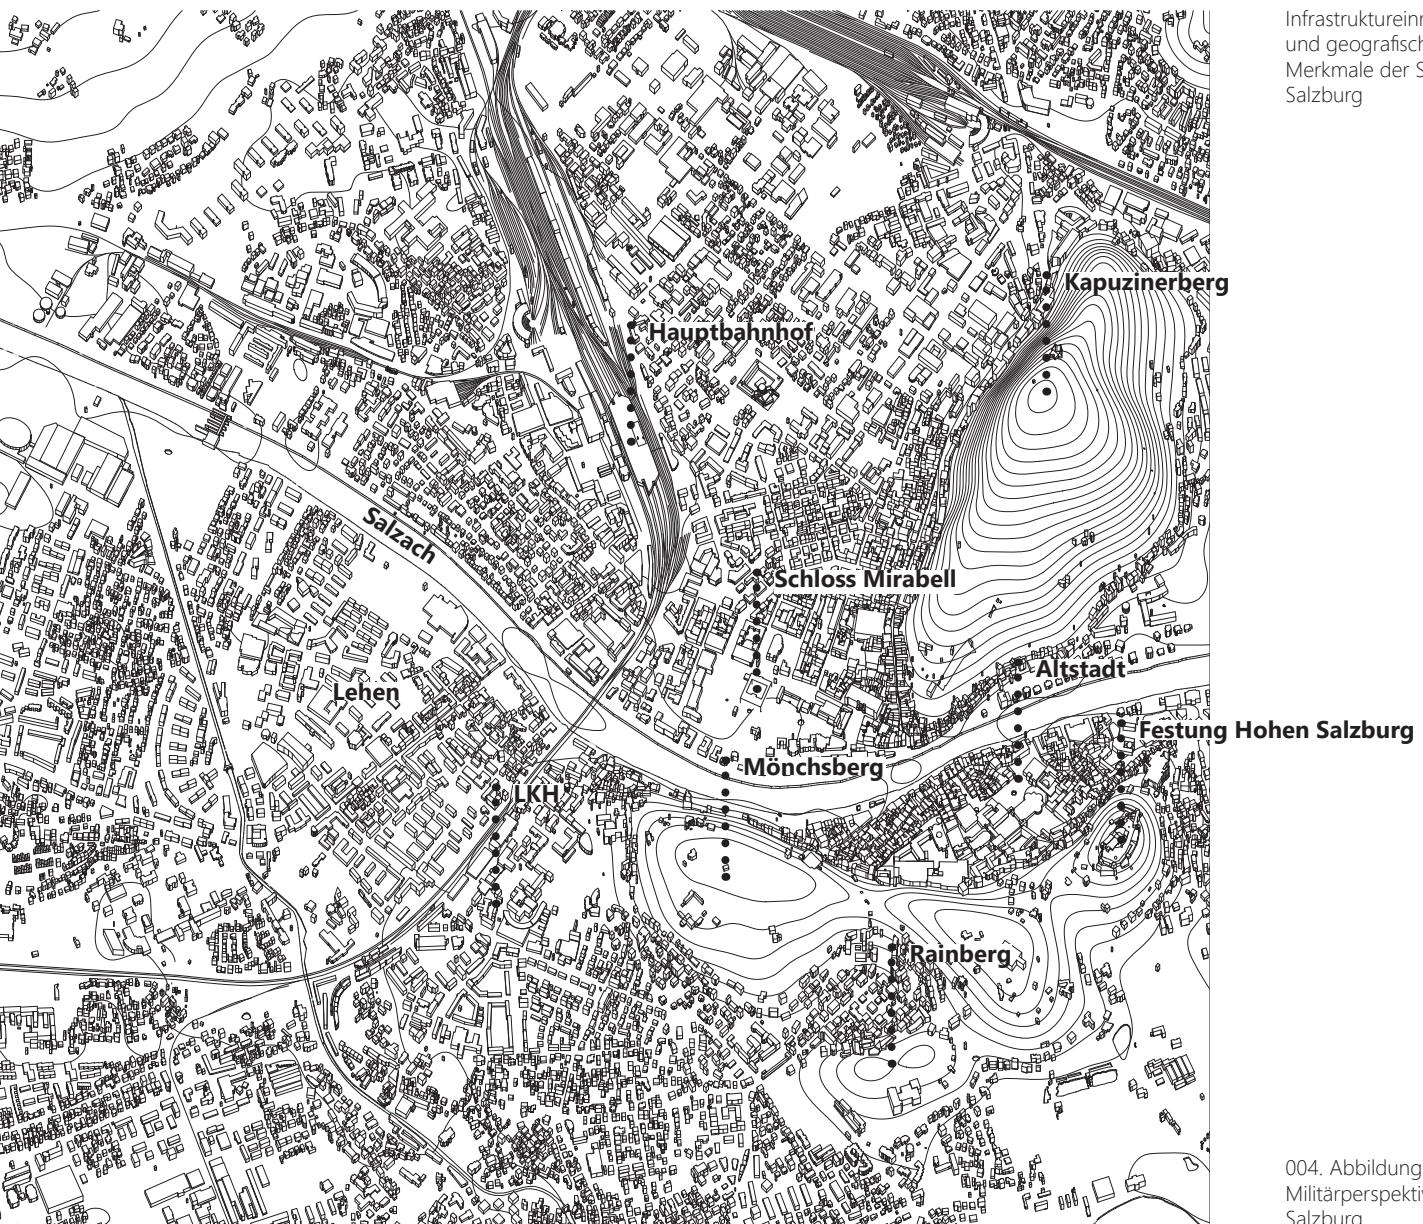 Infrastruktureinr
und geografisch
Merkmale der S
Salzburg
Kapuzinerberg
Hauptbahnhof
Salzach
Schloss Mirabell
Altstadt
Lehen
Festung Hohen Salzburg
Mönchsberg
LKH
Rainberg
004. Abbildung
Militärperspektiv
Salzburg